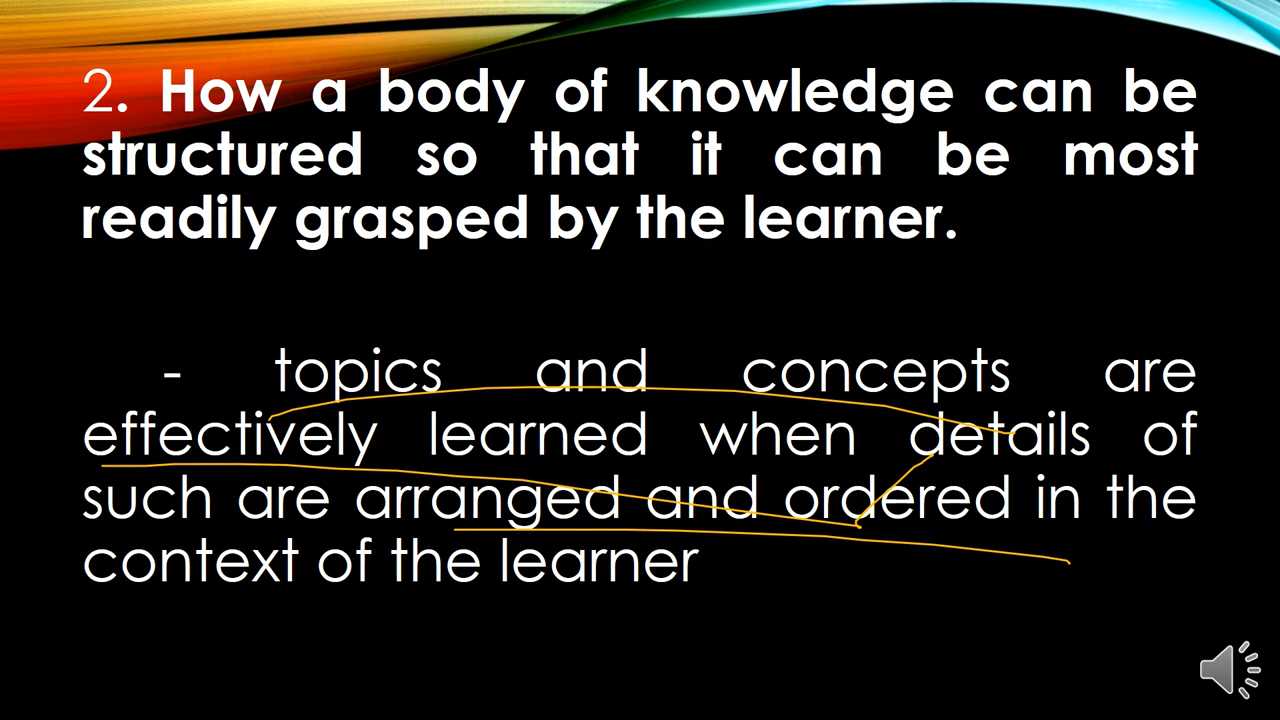 2. How a body of knowledge can be
structured so that it can be most
readily grasped by the learner.
- topics and concepts are
effectively learned when details of
such are arranged and ordered in the
context of the learner